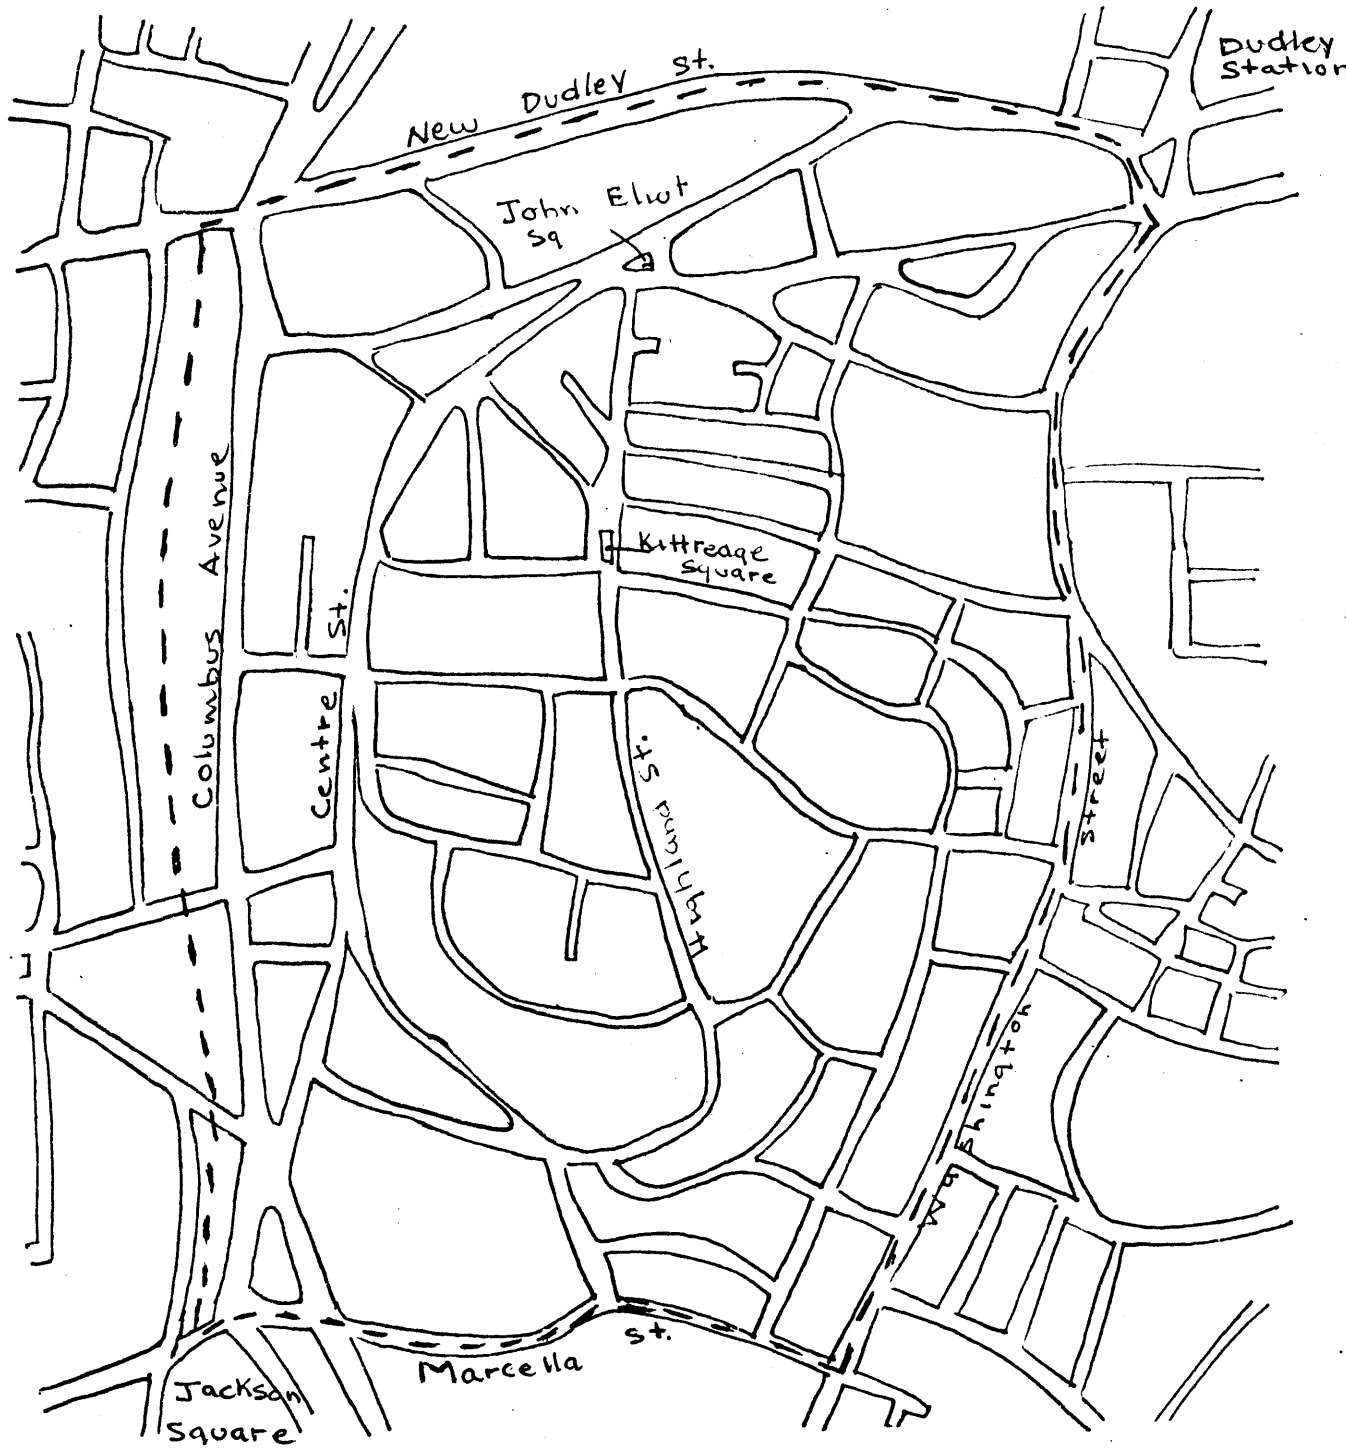 Dudley
Station
New Dudley St.
John Eliot
Sq
Kittredge
Square
Columbus Avenue
Centre St.
Highland St.
Washington Street
Marcella St.
Jackson
Square